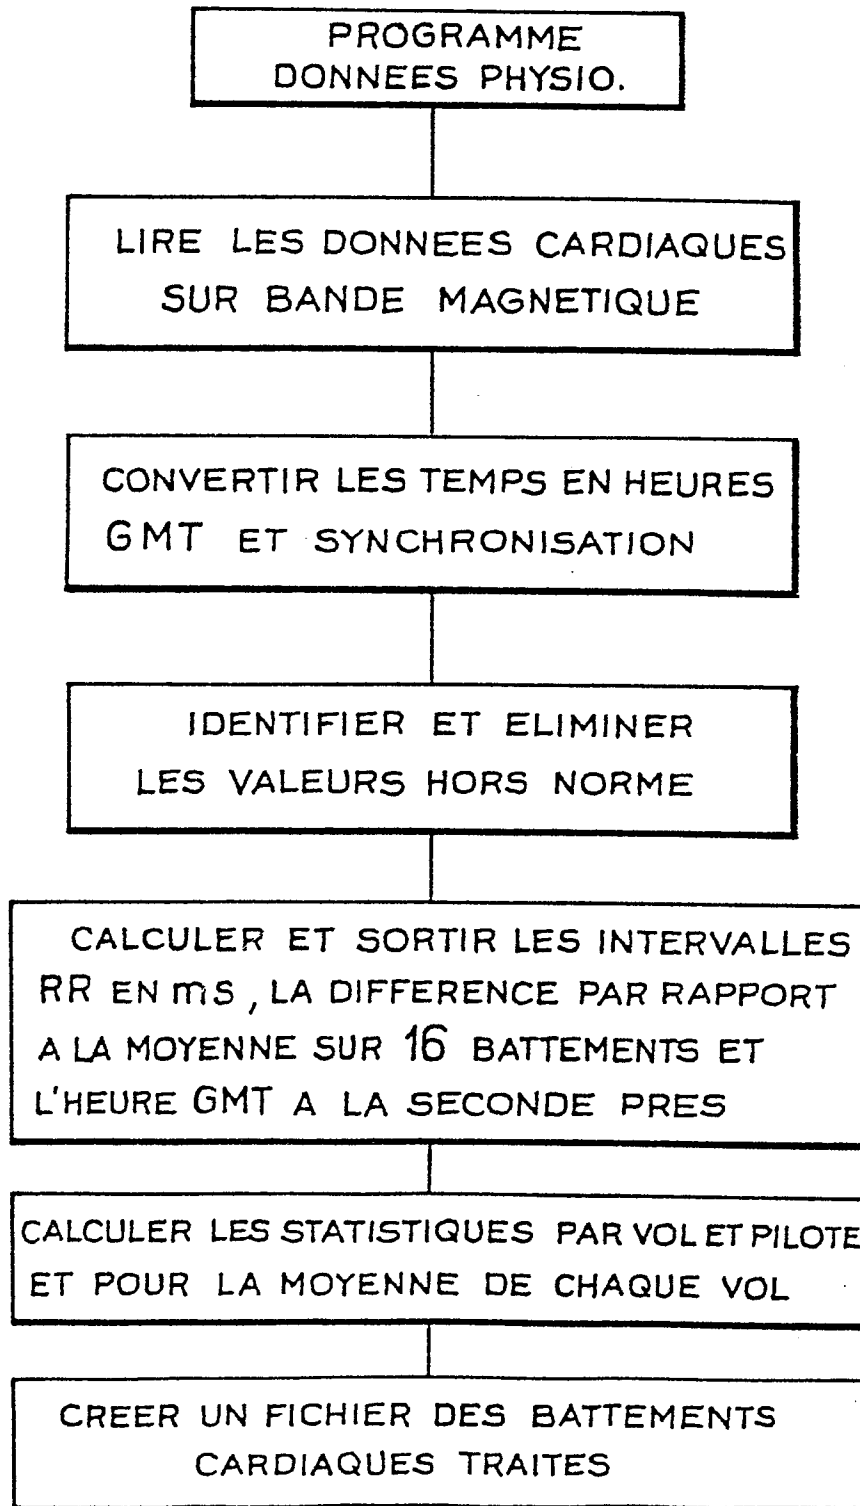 PROGRAMME
DONNEES PHYSIO.
LIRE LES DONNEES CARDIAQUES
SUR BANDE MAGNETIQUE
CONVERTIR LES TEMPS EN HEURES
GMT ET SYNCHRONISATION
IDENTIFIER ET ELIMINER
LES VALEURS HORS NORME
CALCULER ET SORTIR LES INTERVALLES
RR EN ms, LA DIFFERENCE PAR RAPPORT
A LA MOYENNE SUR 16 BATTEMENTS ET
L'HEURE GMT A LA SECONDE PRES
CALCULER LES STATISTIQUES PAR VOL ET PILOTE
ET POUR LA MOYENNE DE CHAQUE VOL
CREER UN FICHIER DES BATTEMENTS
CARDIAQUES TRAITES